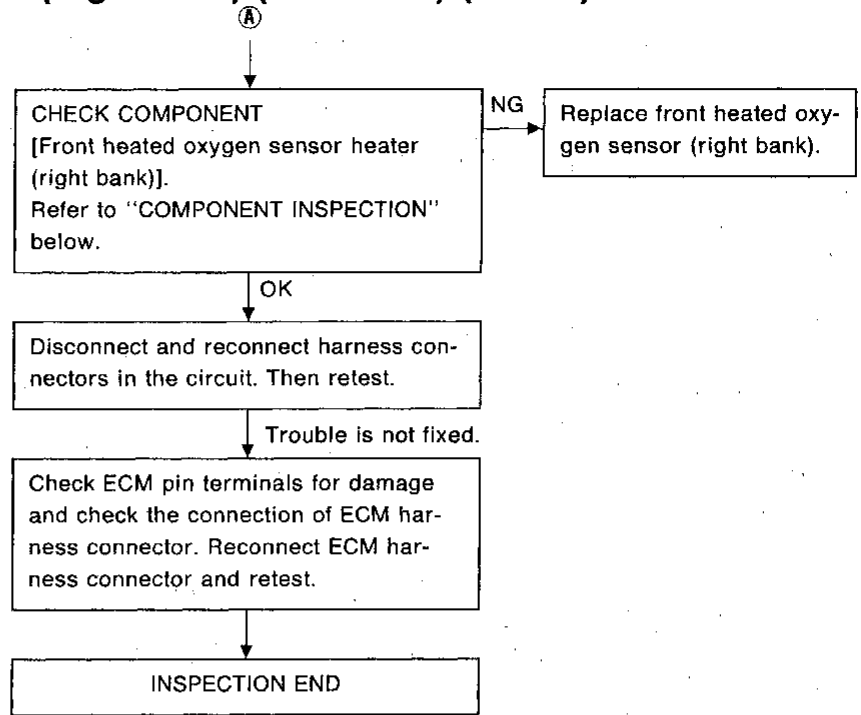 Ⓐ
CHECK COMPONENT
[Front heated oxygen sensor heater
(right bank)].
Refer to "COMPONENT INSPECTION"
below.
NG
Replace front heated oxy-
gen sensor (right bank).
OK
Disconnect and reconnect harness con-
nectors in the circuit. Then retest.
Trouble is not fixed.
Check ECM pin terminals for damage
and check the connection of ECM har-
ness connector. Reconnect ECM har-
ness connector and retest.
INSPECTION END